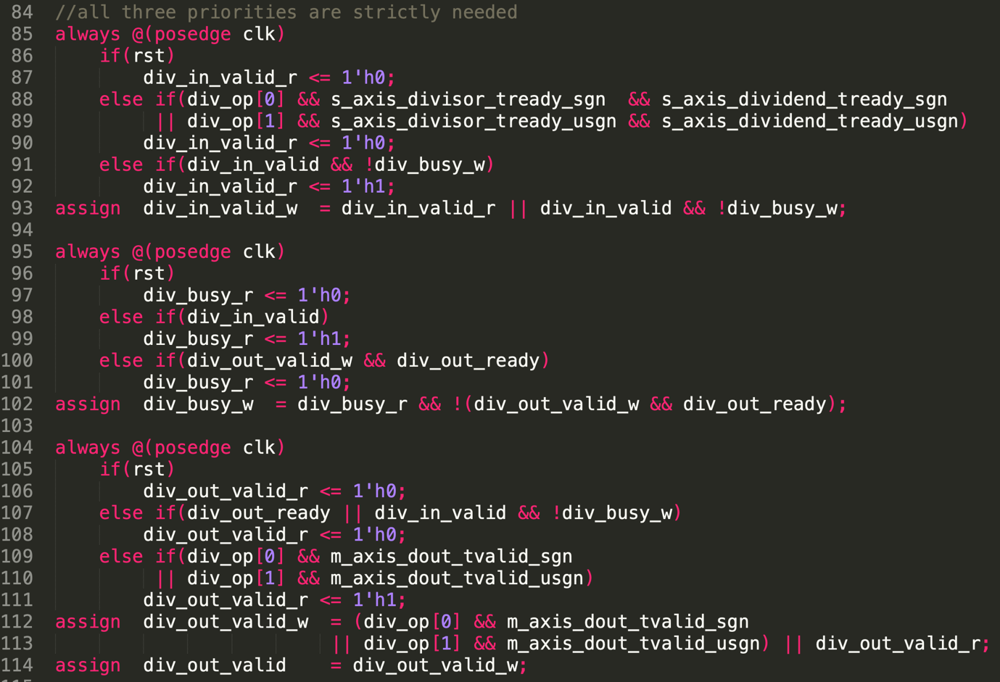 84 //all three priorities are strictly needed
85 always @(posedge clk)
86 if(rst)
87 div_in_valid_r <= 1'h0;
88 else if(div_op[0] && s_axis_divisor_tready_sgn  && s_axis_dividend_tready_sgn
89 || div_op[1] && s_axis_divisor_tready_usgn && s_axis_dividend_tready_usgn)
90 div_in_valid_r <= 1'h0;
91 else if(div_in_valid && !div_busy_w)
92 div_in_valid_r <= 1'h1;
93 assign  div_in_valid_w  = div_in_valid_r || div_in_valid && !div_busy_w;
94
95 always @(posedge clk)
96 if(rst)
97 div_busy_r <= 1'h0;
98 else if(div_in_valid)
99 div_busy_r <= 1'h1;
100 else if(div_out_valid_w && div_out_ready)
101 div_busy_r <= 1'h0;
102 assign  div_busy_w  = div_busy_r && !(div_out_valid_w && div_out_ready);
103
104 always @(posedge clk)
105 if(rst)
106 div_out_valid_r <= 1'h0;
107 else if(div_out_ready || div_in_valid && !div_busy_w)
108 div_out_valid_r <= 1'h0;
109 else if(div_op[0] && m_axis_dout_tvalid_sgn
110 || div_op[1] && m_axis_dout_tvalid_usgn)
111 div_out_valid_r <= 1'h1;
112 assign  div_out_valid_w  = (div_op[0] && m_axis_dout_tvalid_sgn
113 || div_op[1] && m_axis_dout_tvalid_usgn) || div_out_valid_r;
114 assign  div_out_valid    = div_out_valid_w;